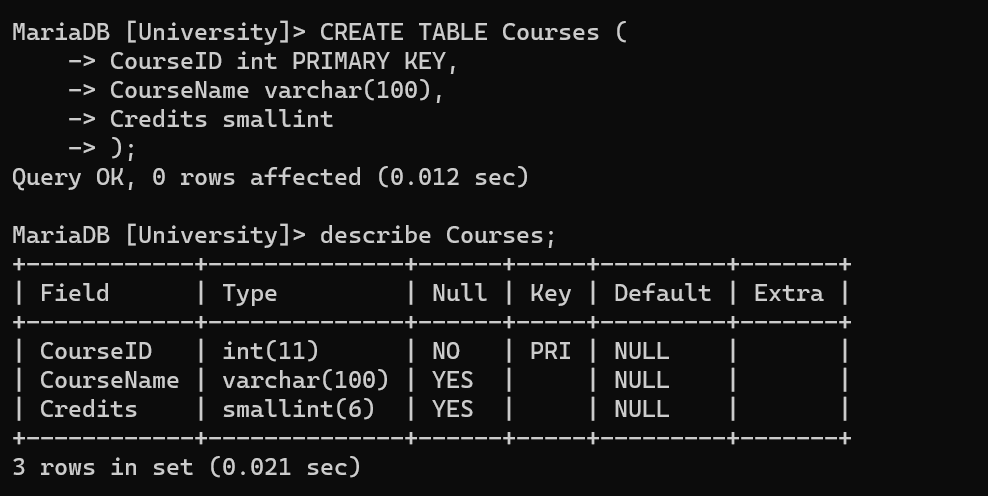 MariaDB [University]> CREATE TABLE Courses (
    -> CourseID int PRIMARY KEY,
    -> CourseName varchar(100),
    -> Credits smallint
    -> );
Query OK, 0 rows affected (0.012 sec)

MariaDB [University]> describe Courses;
+------------+--------------+------+-----+---------+-------+
| Field      | Type         | Null | Key | Default | Extra |
+------------+--------------+------+-----+---------+-------+
| CourseID   | int(11)      | NO   | PRI | NULL    |       |
| CourseName | varchar(100) | YES  |     | NULL    |       |
| Credits    | smallint(6)  | YES  |     | NULL    |       |
+------------+--------------+------+-----+---------+-------+
3 rows in set (0.021 sec)